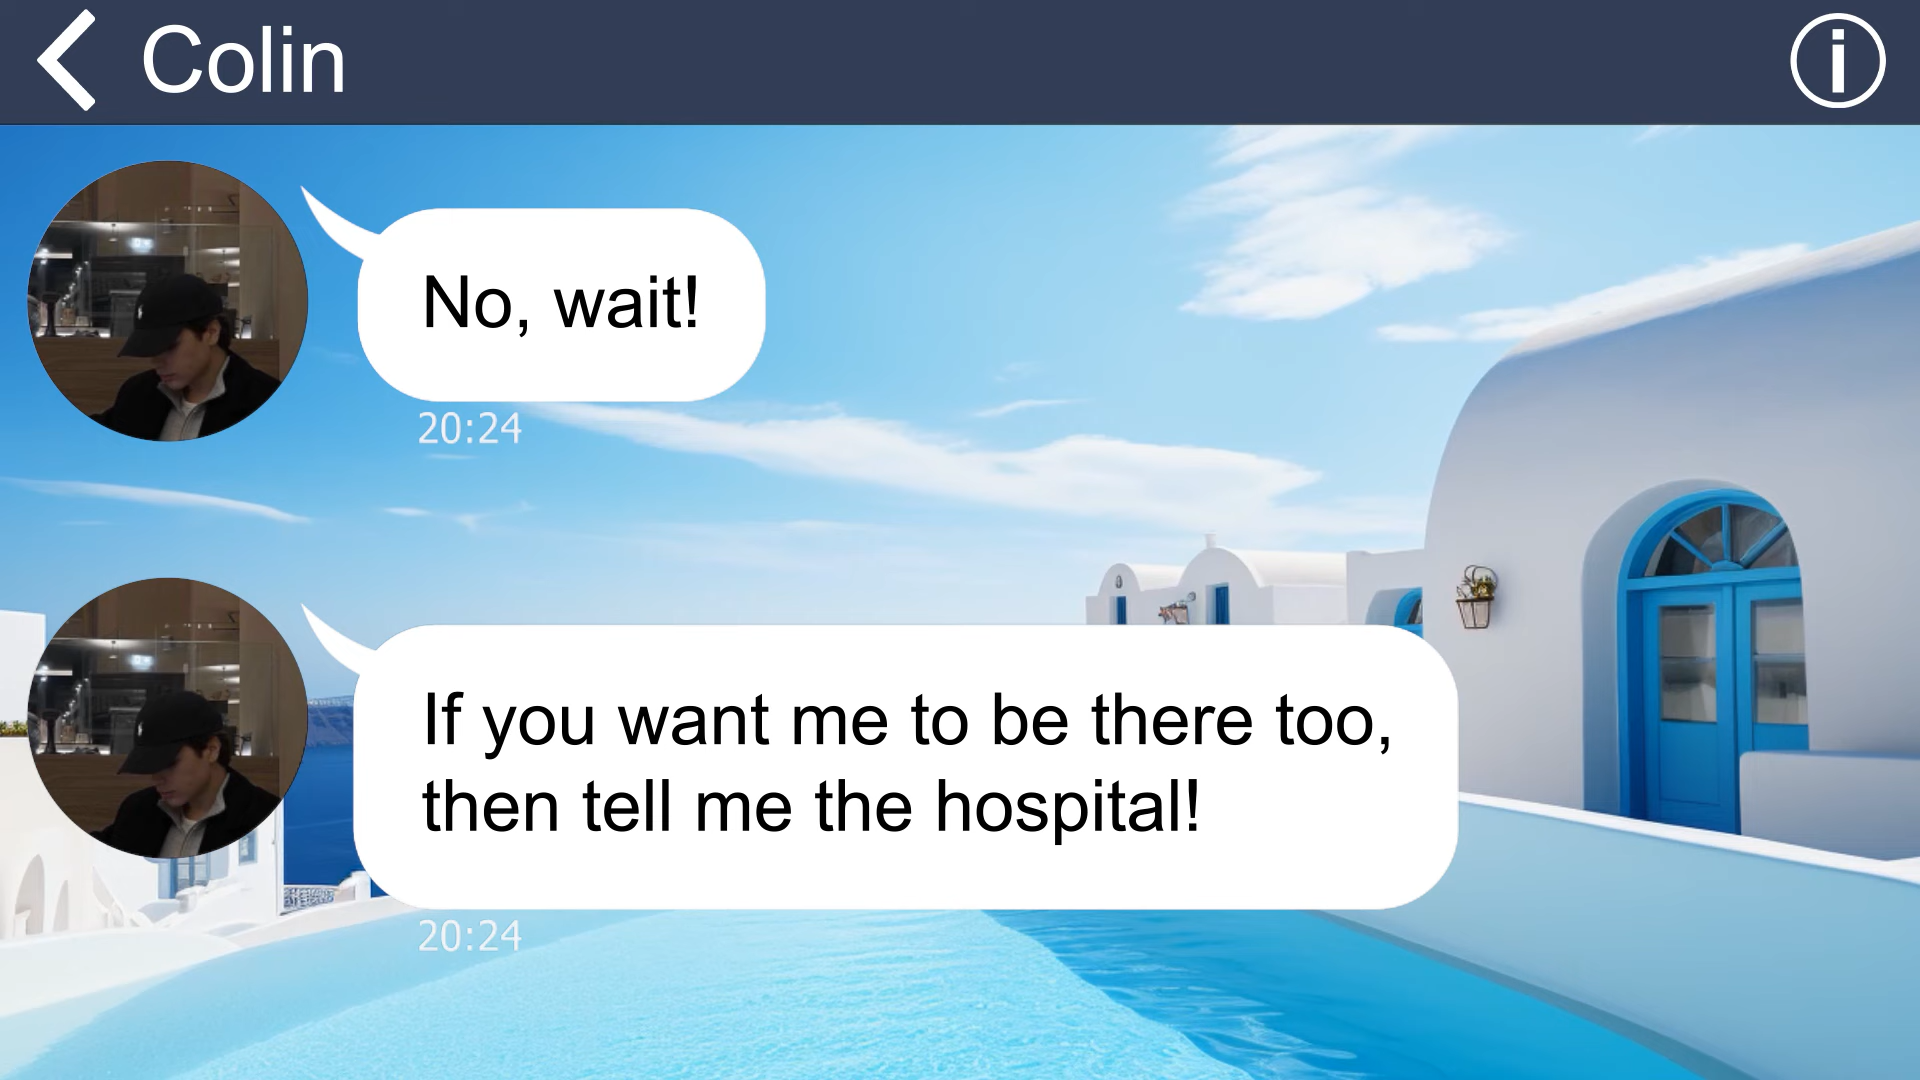 Colin
No, wait!
20:24
If you want me to be there too,
then tell me the hospital!
20:24